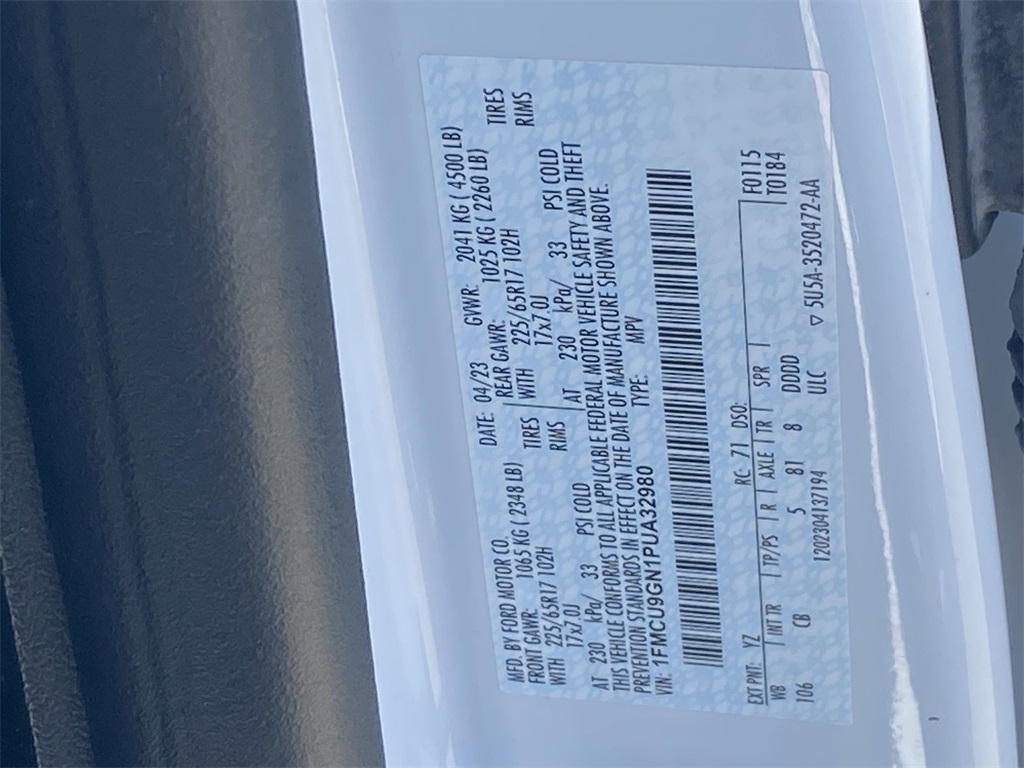 MFD. BY FORD MOTOR CO. DATE: 04/23 GVWR: 2041 KG ( 4500 LB)
FRONT GAWR: 1065 KG ( 2348 LB) REAR GAWR: 1025 KG ( 2260 LB)
WITH 225/65R17 102H TIRES WITH 225/65R17 102H TIRES
17x7.0J RIMS 17x7.0J RIMS
AT 230 kPa/ 33 PSI COLD AT 230 kPa/ 33 PSI COLD
THIS VEHICLE CONFORMS TO ALL APPLICABLE FEDERAL MOTOR VEHICLE SAFETY AND THEFT
PREVENTION STANDARDS IN EFFECT ON THE DATE OF MANUFACTURE SHOWN ABOVE.
VIN: 1FMCU9GN1PUA32980 TYPE: MPV
EXT PNT: YZ RC: 71 DSO: F0115
WB INT TR TP/PS R AXLE TR SPR T0184
106 CB 5 81 8 DDDD
1202304137194 ULC ▽ 5U5A-3520472-AA